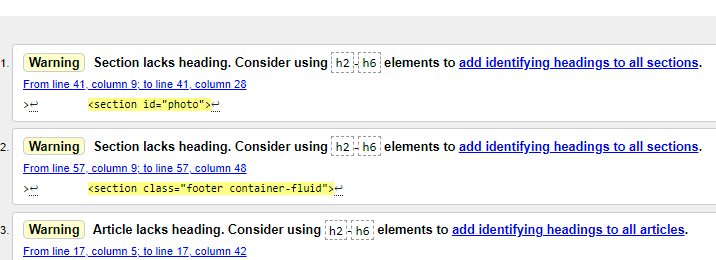 1. Warning Section lacks heading. Consider using h2-h6 elements to add identifying headings to all sections.
From line 41, column 9; to line 41, column 28
>↩ <section id="photo">↩
2. Warning Section lacks heading. Consider using h2-h6 elements to add identifying headings to all sections.
From line 57, column 9; to line 57, column 48
>↩ <section class="footer container-fluid">↩
3. Warning Article lacks heading. Consider using h2-h6 elements to add identifying headings to all articles.
From line 17, column 5; to line 17, column 42